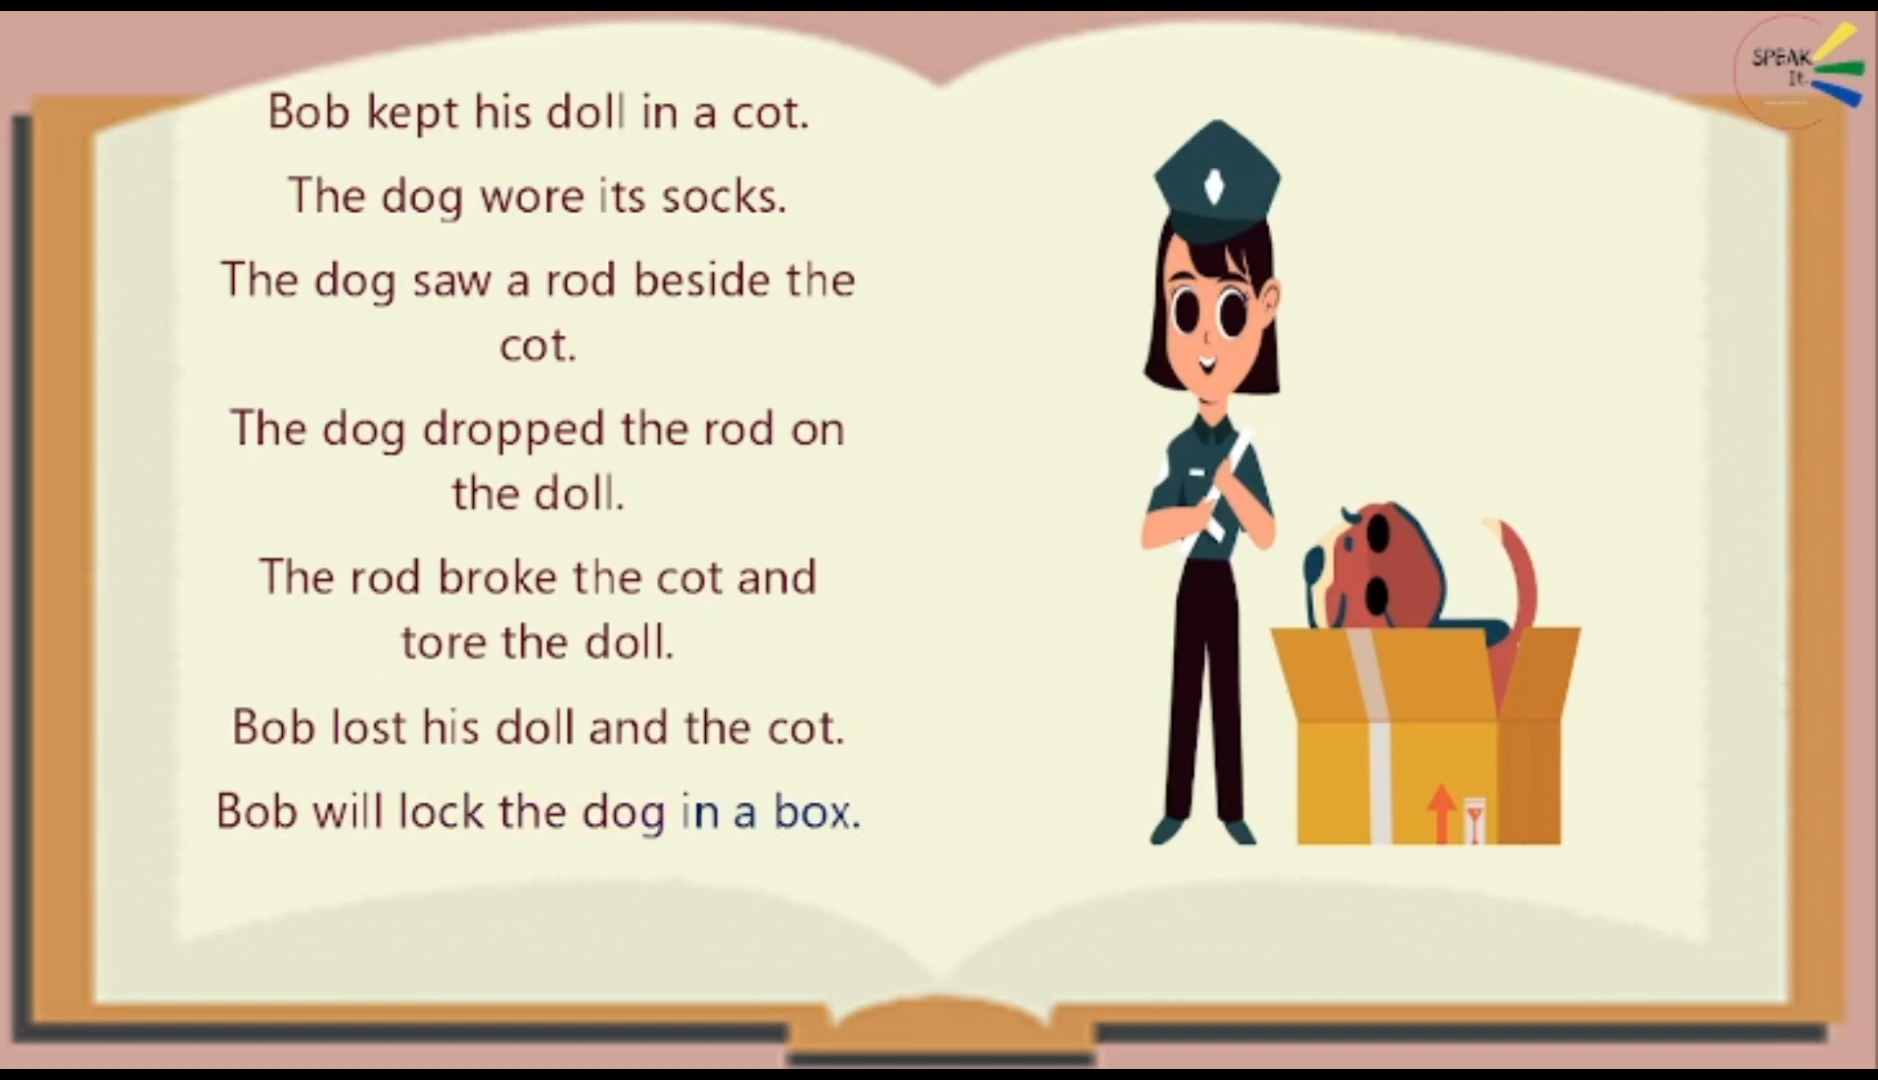 Bob kept his doll in a cot.
The dog wore its socks.
The dog saw a rod beside the
cot.
The dog dropped the rod on
the doll.
The rod broke the cot and
tore the doll.
Bob lost his doll and the cot.
Bob will lock the dog in a box.
SPEAK
It.